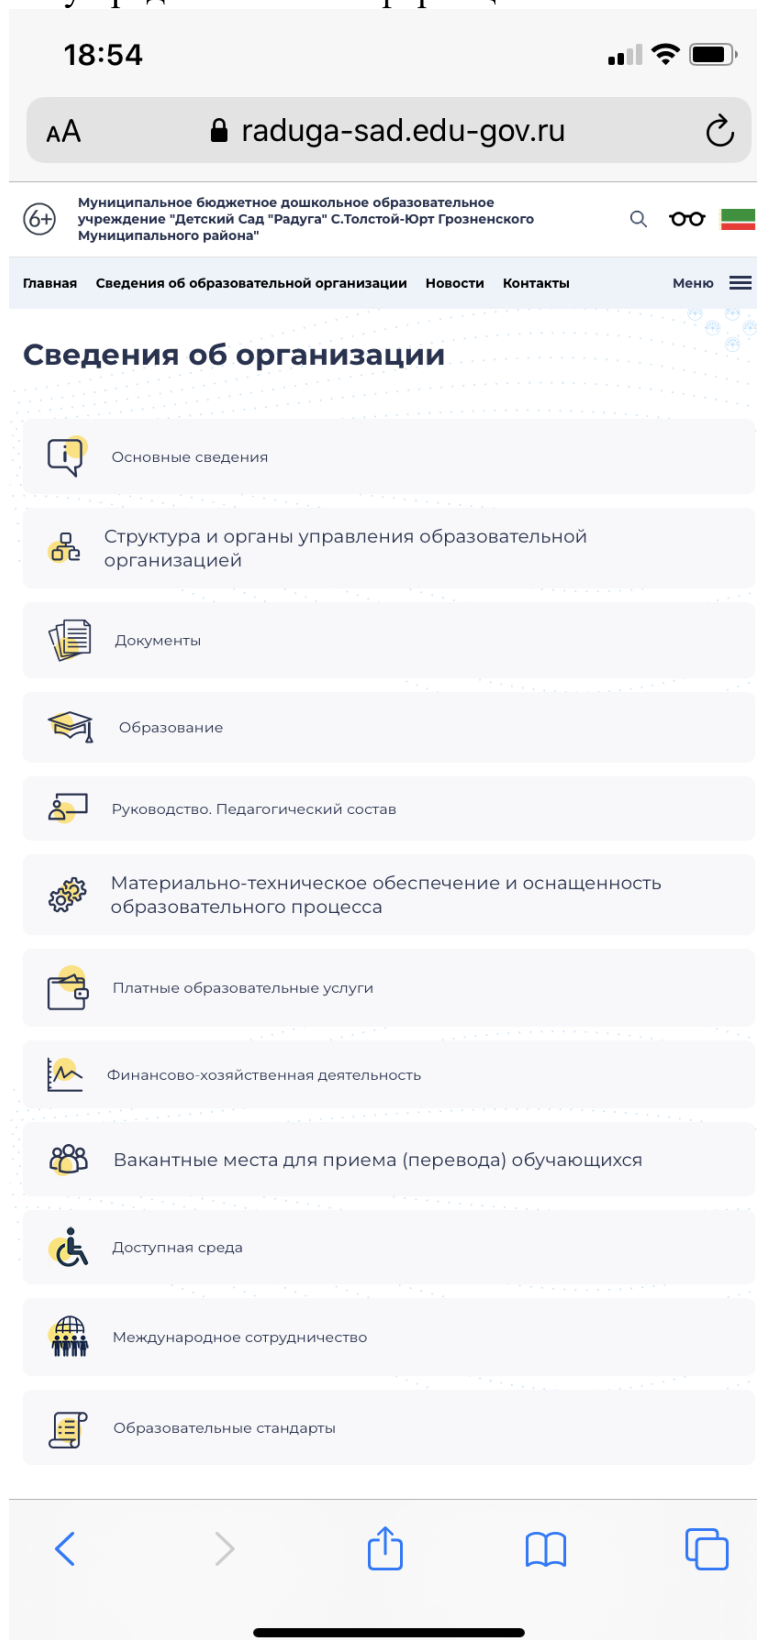 18:54
AA raduga-sad.edu-gov.ru
6+
Муниципальное бюджетное дошкольное образовательное
учреждение "Детский Сад "Радуга" С.Толстой-Юрт Грозненского
Муниципального района"
Главная Сведения об образовательной организации Новости Контакты Меню
Сведения об организации
Основные сведения
Структура и органы управления образовательной
организацией
Документы
Образование
Руководство. Педагогический состав
Материально-техническое обеспечение и оснащенность
образовательного процесса
Платные образовательные услуги
Финансово-хозяйственная деятельность
Вакантные места для приема (перевода) обучающихся
Доступная среда
Международное сотрудничество
Образовательные стандарты